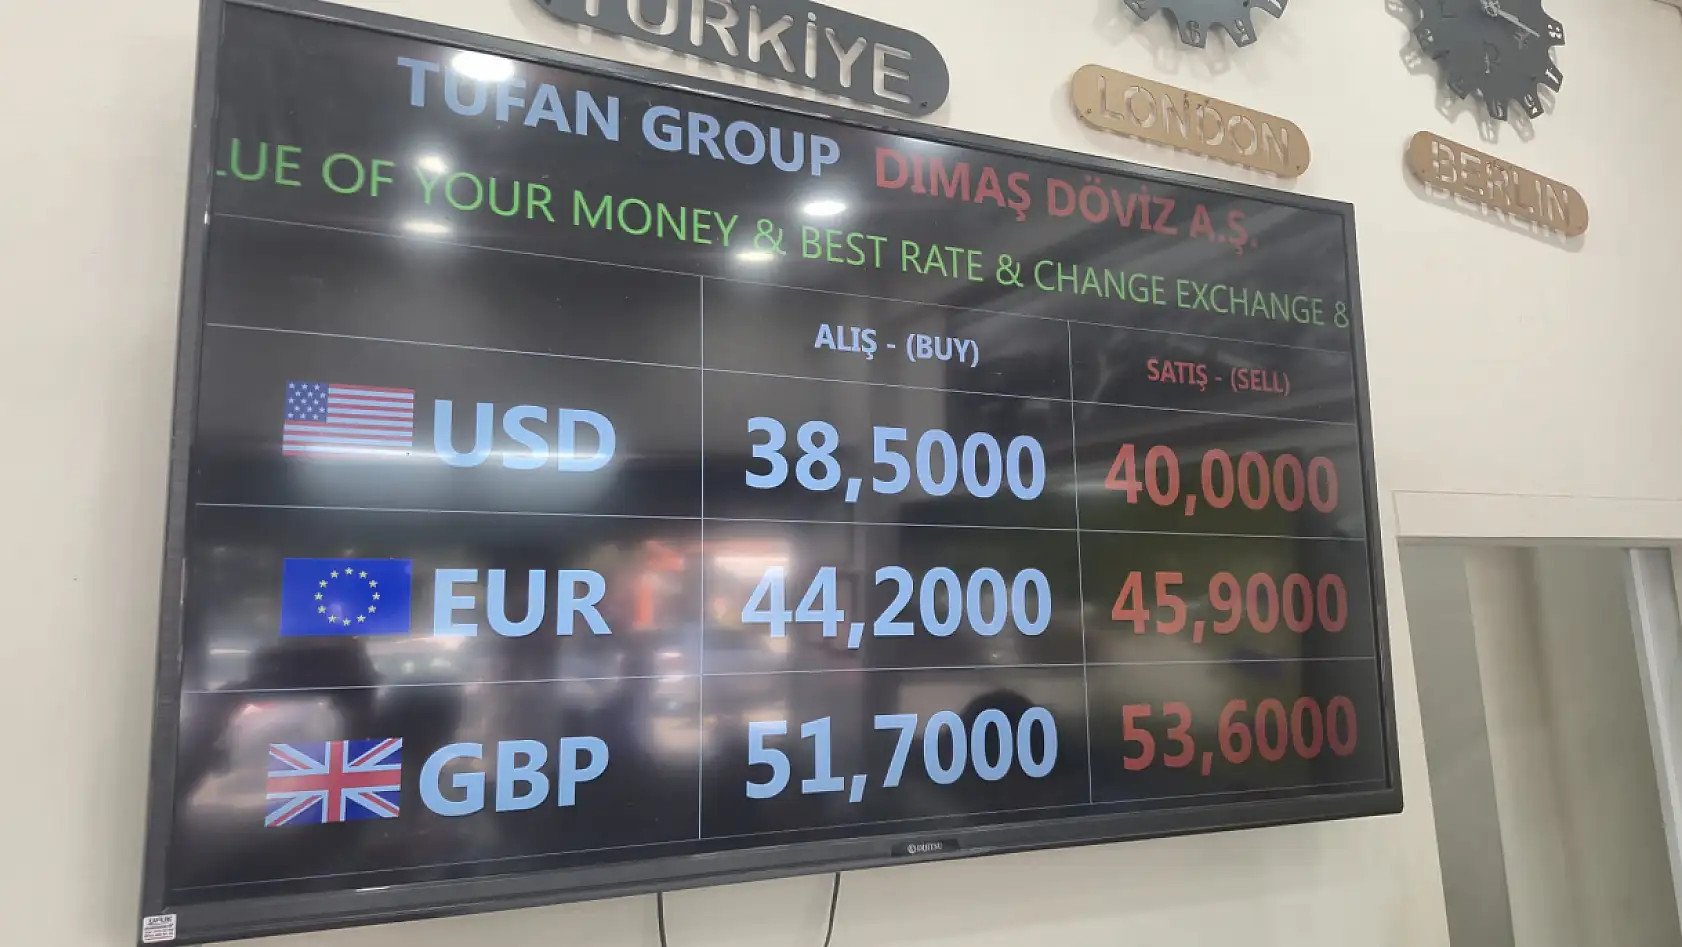 TÜRKİYE
LONDON
BERLIN
TUFAN GROUP DIMAŞ DÖVİZ A.Ş.
LUE OF YOUR MONEY & BEST RATE & CHANGE EXCHANGE &
ALIŞ - (BUY) SATIŞ - (SELL)
USD 38,5000 40,0000
EUR 44,2000 45,9000
GBP 51,7000 53,6000